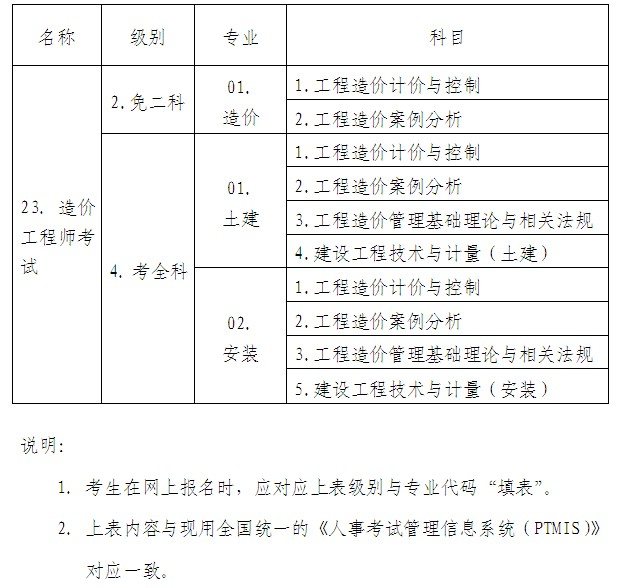 名称 级别 专业 科目
23. 造价工程师考试
2.免二科
01.造价
1.工程造价计价与控制
2.工程造价案例分析
4.考全科
01.土建
1.工程造价计价与控制
2.工程造价案例分析
3.工程造价管理基础理论与相关法规
4.建设工程技术与计量（土建）
02.安装
1.工程造价计价与控制
2.工程造价案例分析
3.工程造价管理基础理论与相关法规
5.建设工程技术与计量（安装）
说明：
1. 考生在网上报名时，应对应上表级别与专业代码“填表”。
2. 上表内容与现用全国统一的《人事考试管理信息系统（PTMIS）》
对应一致。